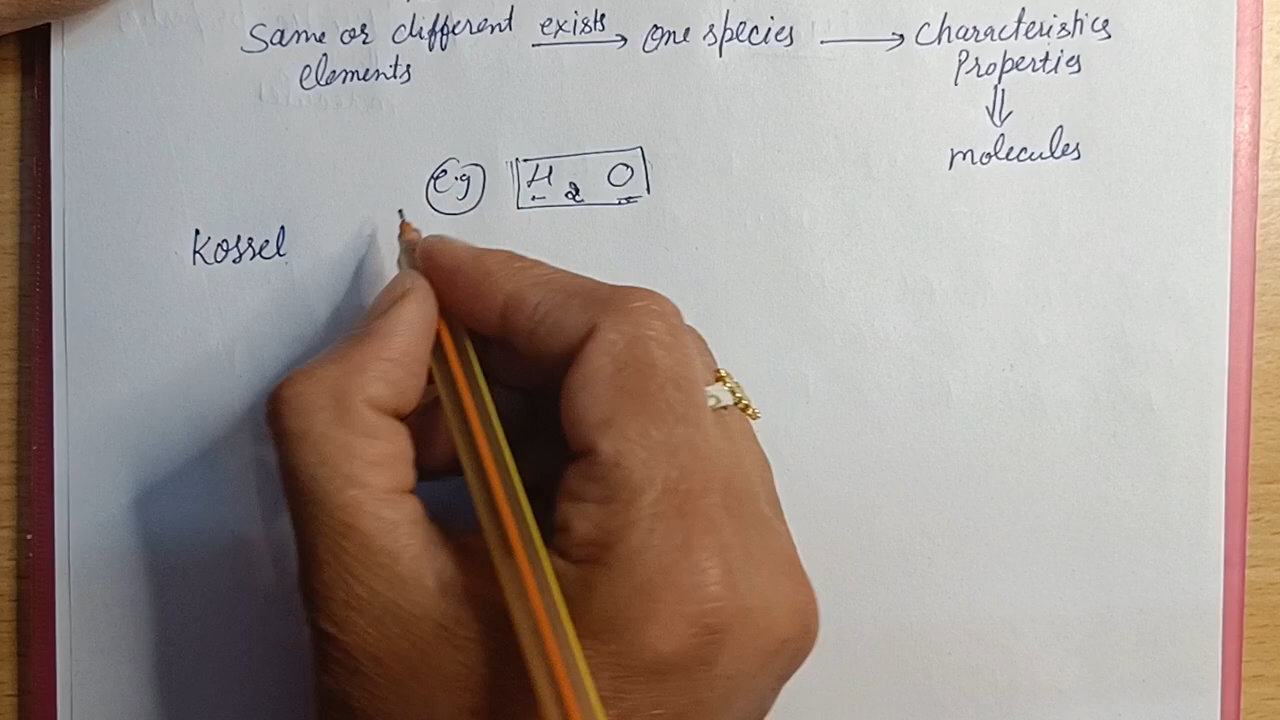 Same or different exists → One species → Characteristics
elements Properties
⇓
molecules
e.g H2O
Kossel